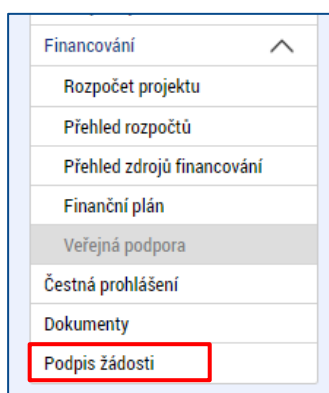 Financování
Rozpočet projektu
Přehled rozpočtů
Přehled zdrojů financování
Finanční plán
Veřejná podpora
Čestná prohlášení
Dokumenty
Podpis žádosti